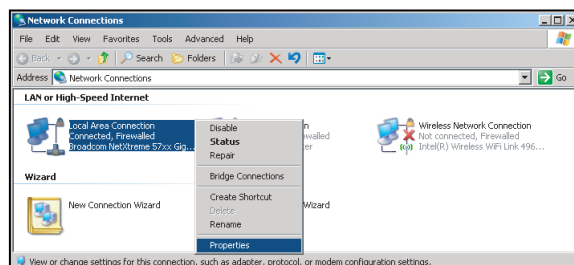 Network Connections
File Edit View Favorites Tools Advanced Help
Back Search Folders
Address Network Connections Go
LAN or High-Speed Internet
Local Area Connection
Connected, Firewalled
Broadcom NetXtreme 57xx Gig...
Disable
Status
Repair
Bridge Connections
Create Shortcut
Delete
Rename
Properties
Wireless Network Connection
Not connected, Firewalled
Intel(R) Wireless WiFi Link 496...
Wizard
New Connection Wizard
Wizard
View or change settings for this connection, such as adapter, protocol, or modem configuration settings.